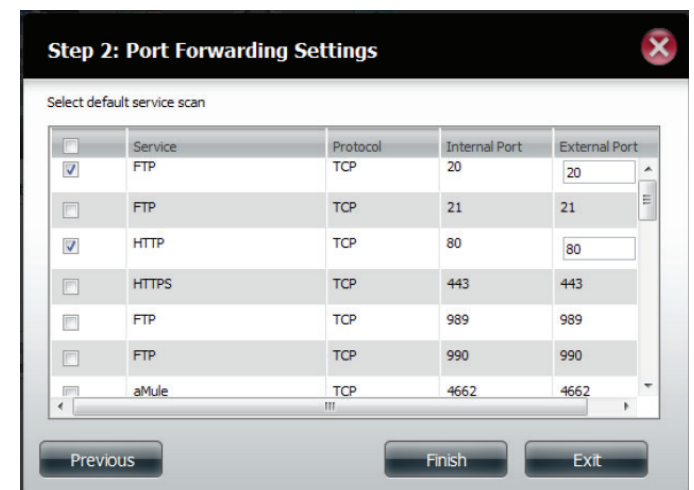 Step 2: Port Forwarding Settings
Select default service scan
Service Protocol Internal Port External Port
FTP TCP 20 20
FTP TCP 21 21
HTTP TCP 80 80
HTTPS TCP 443 443
FTP TCP 989 989
FTP TCP 990 990
aMule TCP 4662 4662
Previous Finish Exit